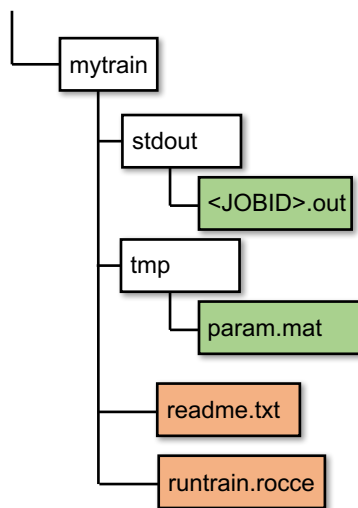 mytrain
stdout
<JOBID>.out
tmp
param.mat
readme.txt
runtrain.rocce